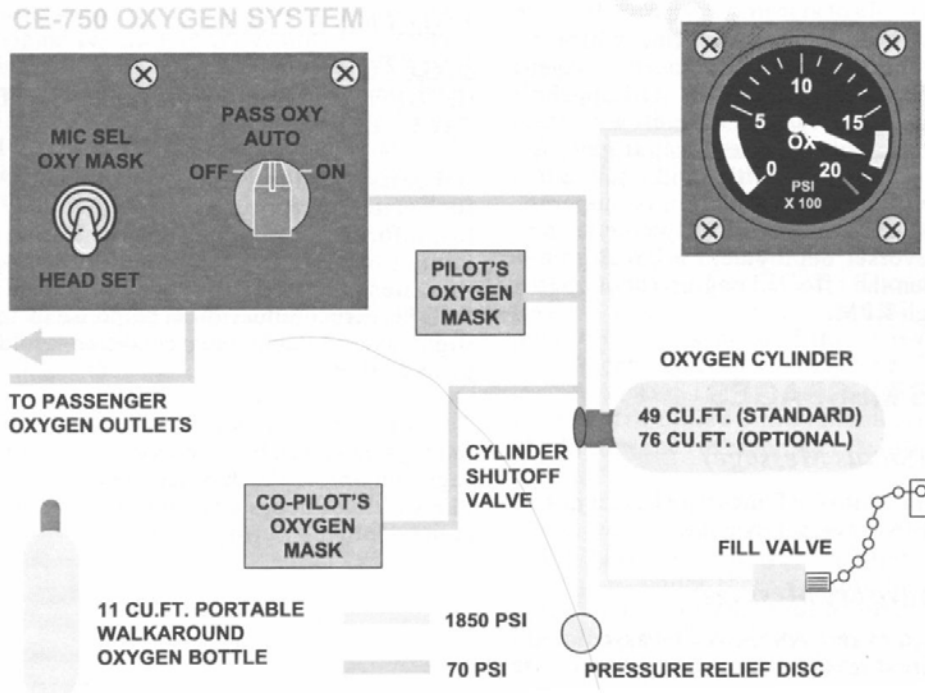 CE-750 OXYGEN SYSTEM
MIC SEL
OXY MASK
HEAD SET
PASS OXY
AUTO
OFF
ON
10
5
15
OX
0
20
PSI
X 100
PILOT'S
OXYGEN
MASK
TO PASSENGER
OXYGEN OUTLETS
OXYGEN CYLINDER
49 CU.FT. (STANDARD)
76 CU.FT. (OPTIONAL)
CYLINDER
SHUTOFF
VALVE
CO-PILOT'S
OXYGEN
MASK
FILL VALVE
11 CU.FT. PORTABLE
WALKAROUND
OXYGEN BOTTLE
1850 PSI
70 PSI
PRESSURE RELIEF DISC